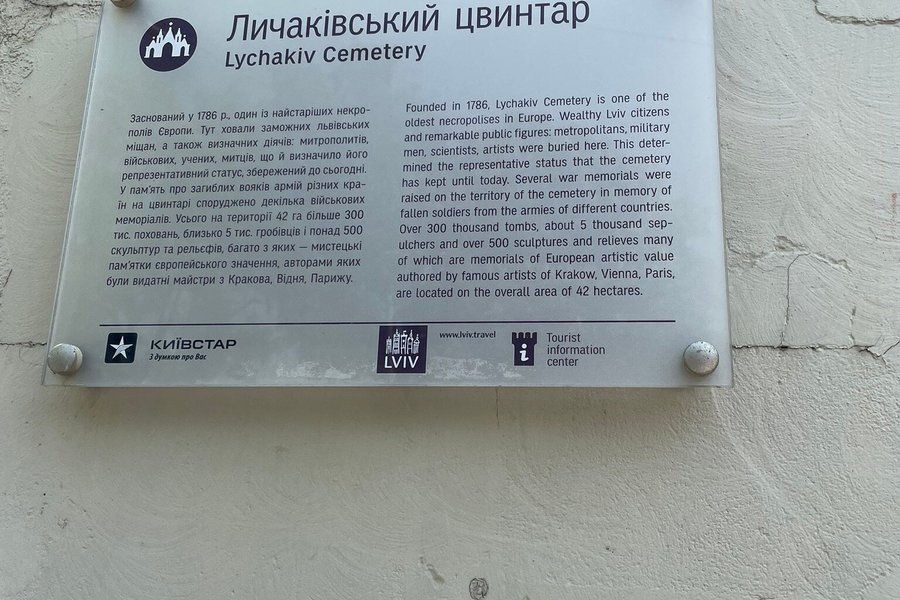 Личаківський цвинтар
Lychakiv Cemetery
Заснований у 1786 р., один із найстаріших некро-
полів Європи. Тут ховали заможних львівських
міщан, а також визначних діячів: митрополитів,
військових, учених, митців, що й визначило його
репрезентативний статус, збережений до сьогодні.
У пам'ять про загиблих вояків армій різних кра-
їн на цвинтарі споруджено декілька військових
меморіалів. Усього на території 42 га більше 300
тис. поховань, близько 5 тис. гробівців і понад 500
скульптур та рельєфів, багато з яких — мистецькі
пам'ятки європейського значення, авторами яких
були видатні майстри з Кракова, Відня, Парижу.
Founded in 1786, Lychakiv Cemetery is one of the
oldest necropolises in Europe. Wealthy Lviv citizens
and remarkable public figures: metropolitans, military
men, scientists, artists were buried here. This deter-
mined the representative status that the cemetery
has kept until today. Several war memorials were
raised on the territory of the cemetery in memory of
fallen soldiers from the armies of different countries.
Over 300 thousand tombs, about 5 thousand sep-
ulchers and over 500 sculptures and relieves many
of which are memorials of European artistic value
authored by famous artists of Krakow, Vienna, Paris,
are located on the overall area of 42 hectares.
КИЇВСТАР
З думкою про Вас
LVIV
www.lviv.travel
i
Tourist
information
center